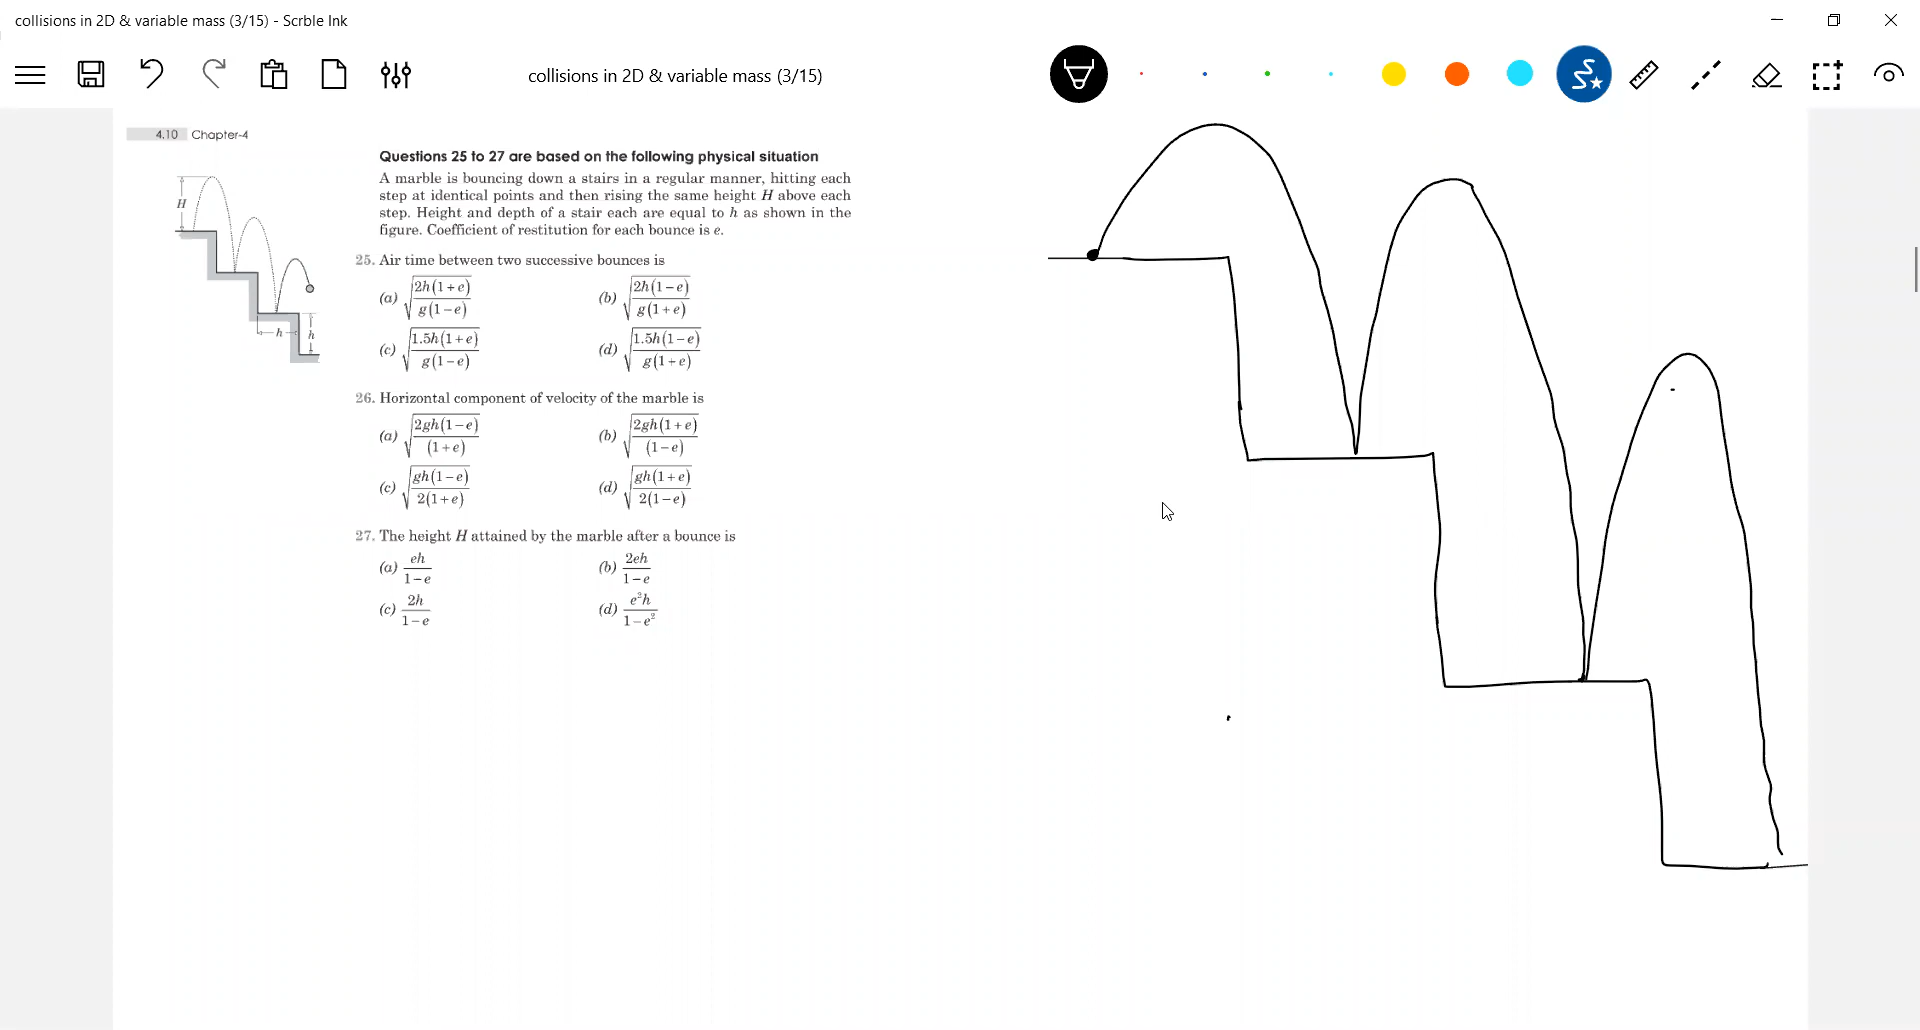 collisions in 2D & variable mass (3/15) - Scrble Ink
collisions in 2D & variable mass (3/15)
4.10 Chapter-4
Questions 25 to 27 are based on the following physical situation
A marble is bouncing down a stairs in a regular manner, hitting each
step at identical points and then rising the same height H above each
step. Height and depth of a stair each are equal to h as shown in the
figure. Coefficient of restitution for each bounce is e.
H
h
h
25. Air time between two successive bounces is
(a) √(2h(1+e)/g(1−e)) (b) √(2h(1−e)/g(1+e))
(c) √(1.5h(1+e)/g(1−e)) (d) √(1.5h(1−e)/g(1+e))
26. Horizontal component of velocity of the marble is
(a) √(2gh(1−e)/(1+e)) (b) √(2gh(1+e)/(1−e))
(c) √(gh(1−e)/2(1+e)) (d) √(gh(1+e)/2(1−e))
27. The height H attained by the marble after a bounce is
(a) eh/1−e (b) 2eh/1−e
(c) 2h/1−e (d) e²h/1−e²